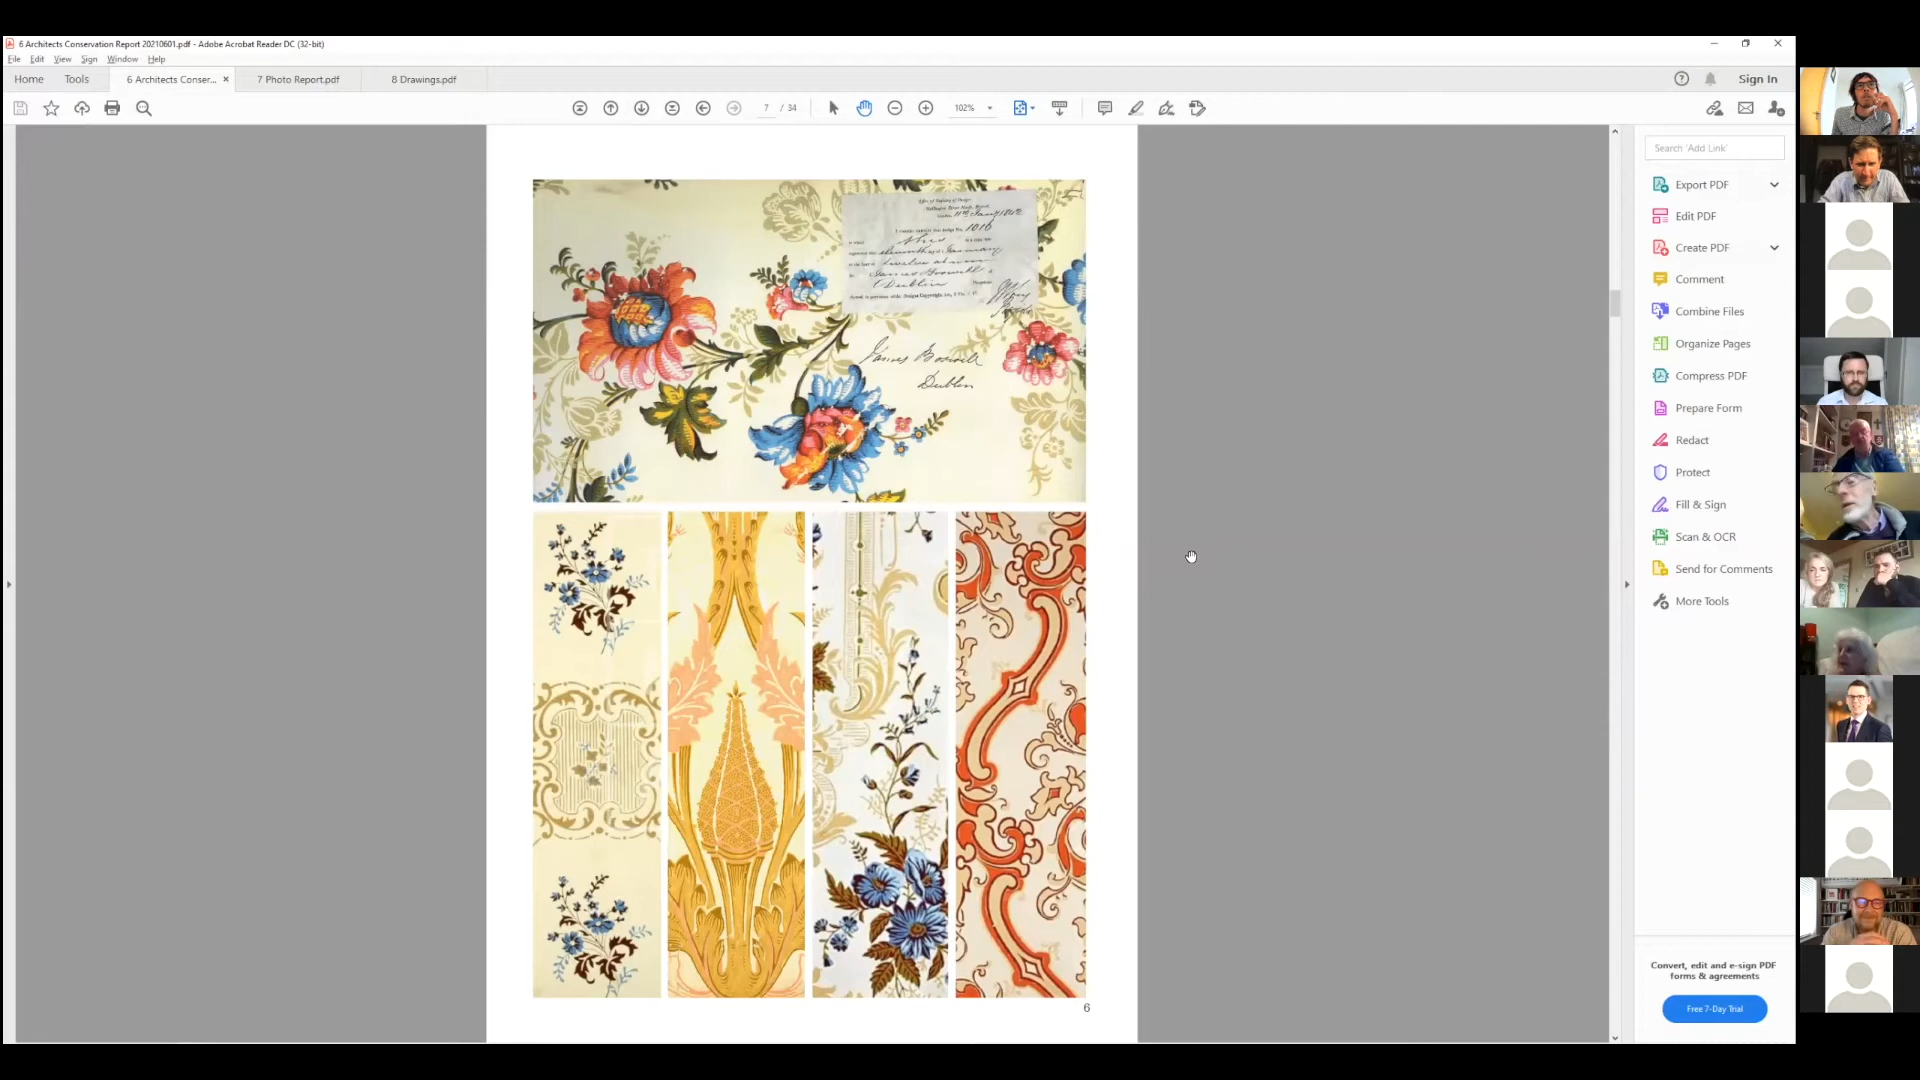 6 Architects Conservation Report 20210601.pdf - Adobe Acrobat Reader DC (32-bit)
File Edit View Sign Window Help
Home Tools 6 Architects Conser... × 7 Photo Report.pdf 8 Drawings.pdf Sign In
7 / 34 102%
Search 'Add Link'
Export PDF
Edit PDF
Create PDF
Comment
Combine Files
Organize Pages
Compress PDF
Prepare Form
Redact
Protect
Fill & Sign
Scan & OCR
Send for Comments
More Tools
Convert, edit and e-sign PDF
forms & agreements
Free 7-Day Trial
1016
James Boswell
Dublin
James Boswell
Dublin
6